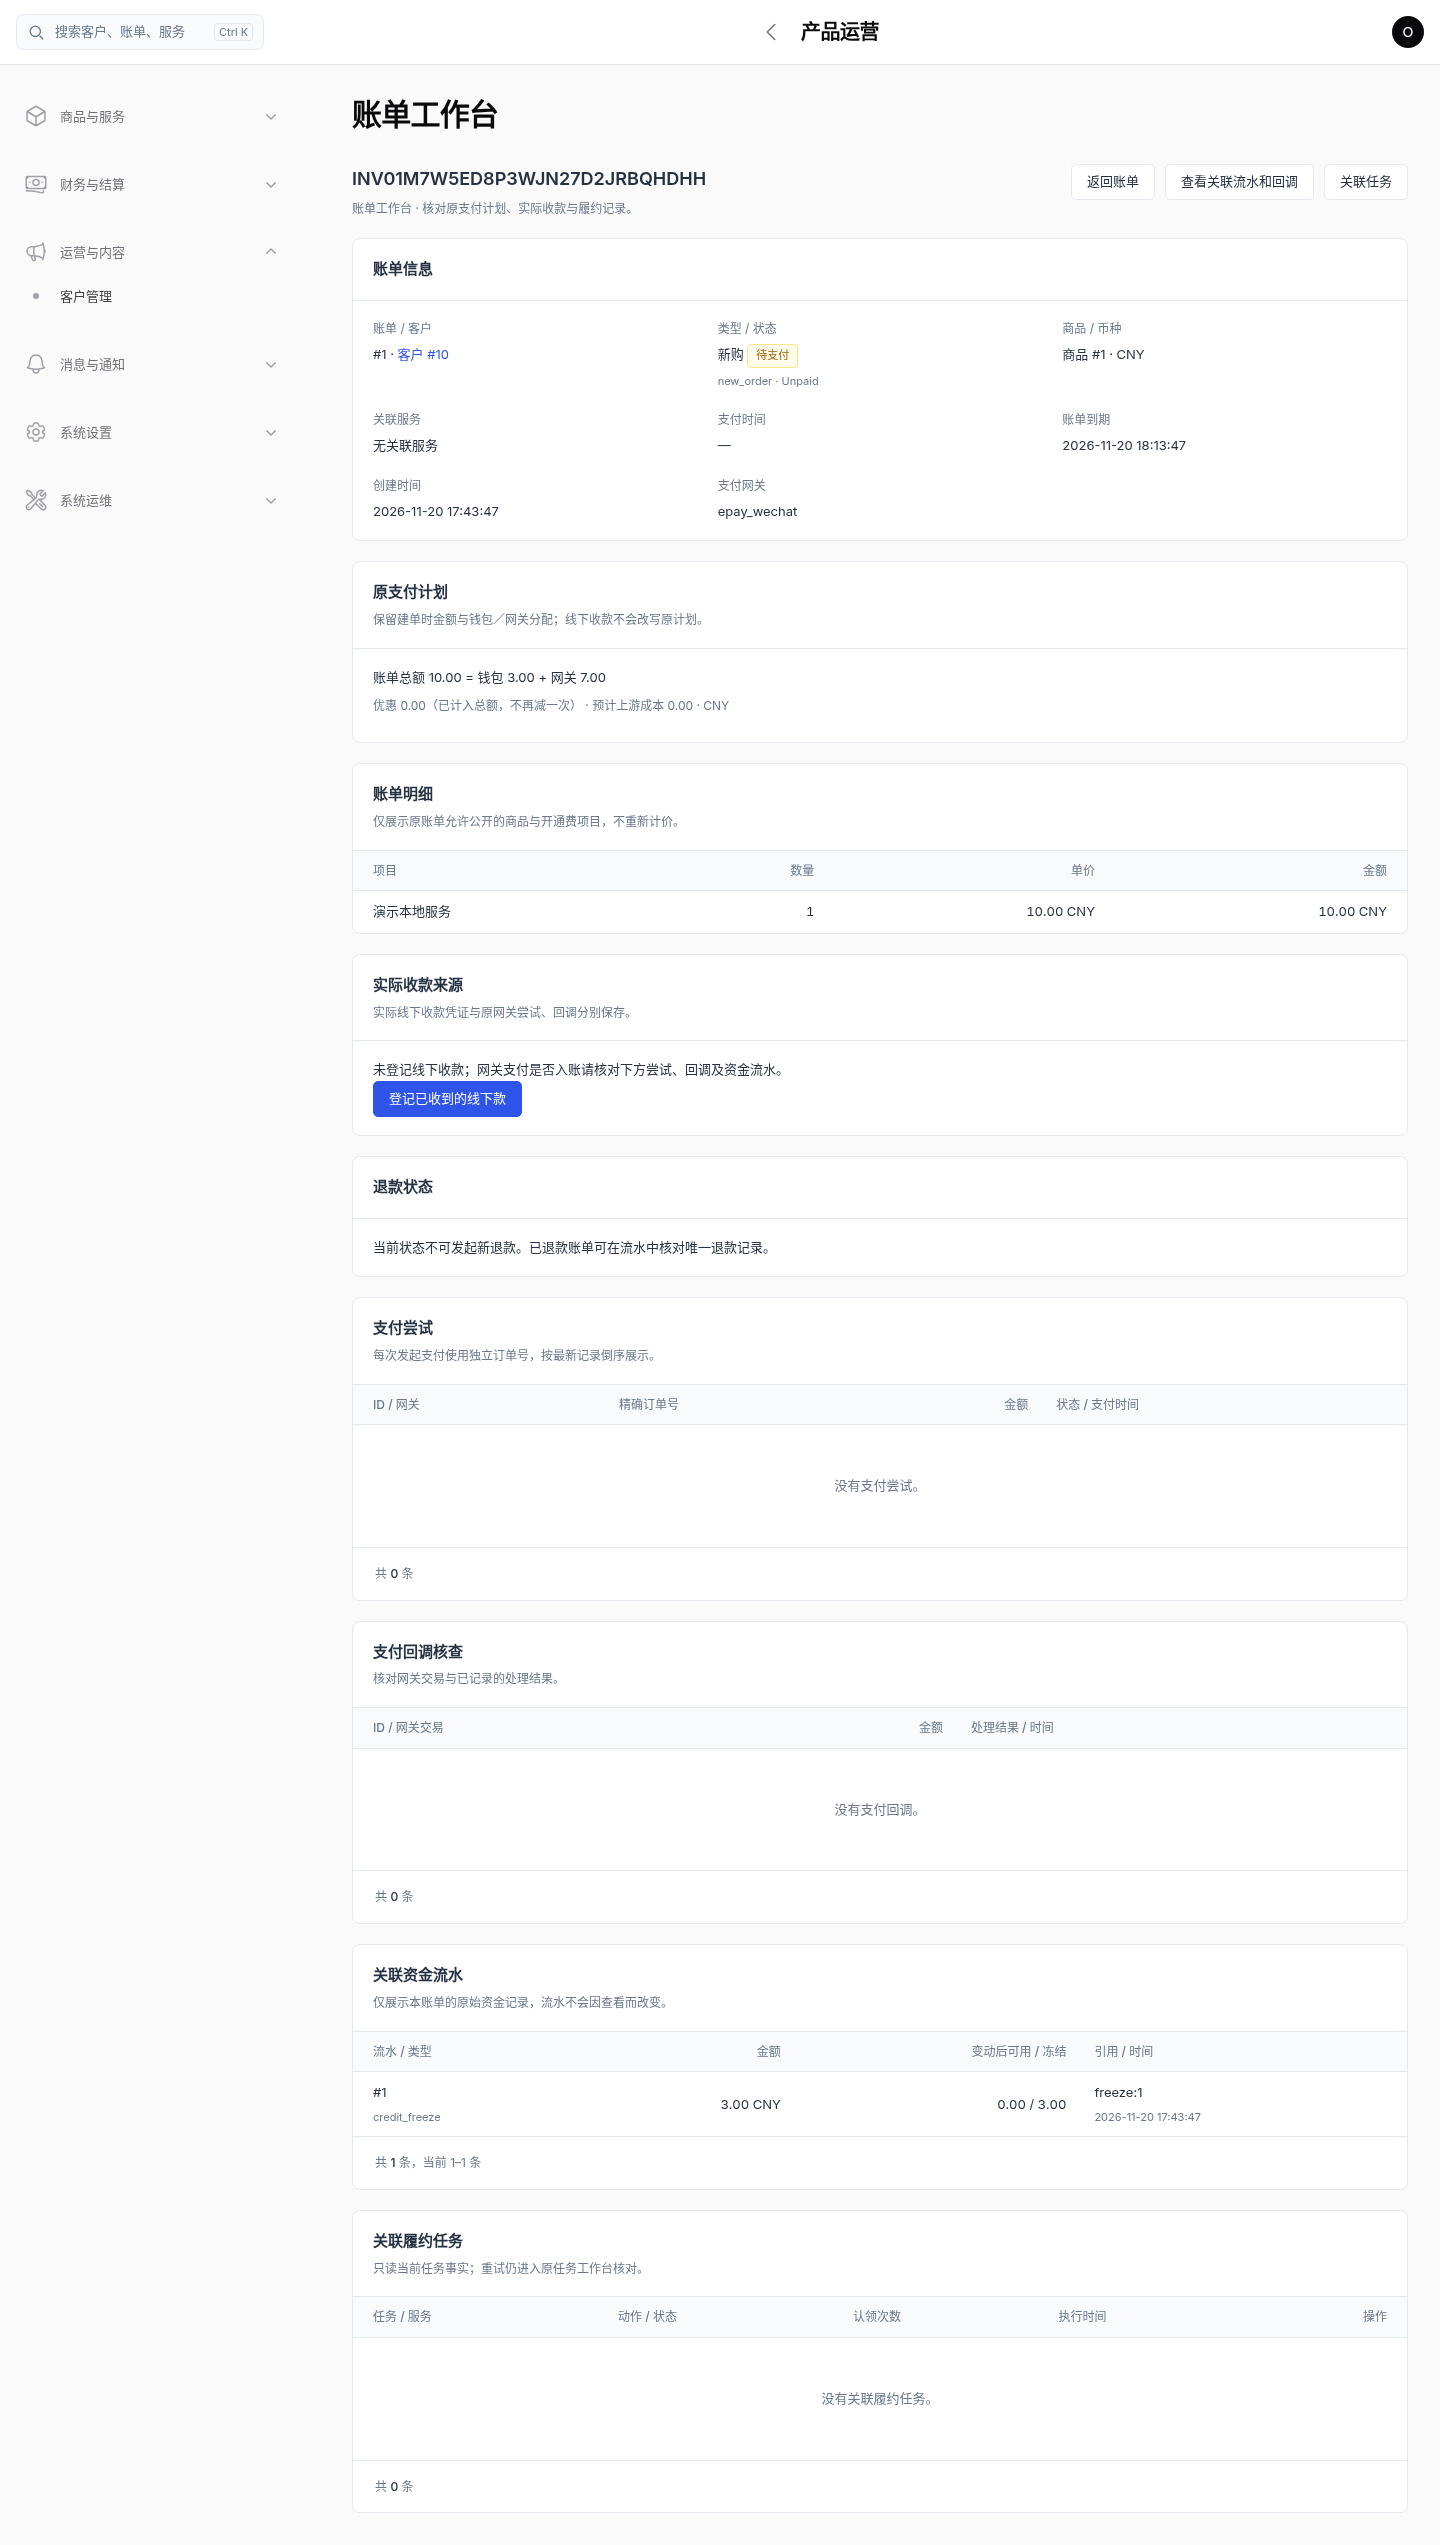 搜索客户、账单、服务
Ctrl K
产品运营
O
商品与服务
财务与结算
运营与内容
客户管理
消息与通知
系统设置
系统运维
账单工作台
INV01M7W5ED8P3WJN27D2JRBQHDHH
账单工作台 · 核对原支付计划、实际收款与履约记录。
返回账单
查看关联流水和回调
关联任务
账单信息
账单 / 客户
#1 · 客户 #10
类型 / 状态
新购 待支付
new_order · Unpaid
商品 / 币种
商品 #1 · CNY
关联服务
无关联服务
支付时间
—
账单到期
2026-11-20 18:13:47
创建时间
2026-11-20 17:43:47
支付网关
epay_wechat
原支付计划
保留建单时金额与钱包／网关分配；线下收款不会改写原计划。
账单总额 10.00 = 钱包 3.00 + 网关 7.00
优惠 0.00（已计入总额，不再减一次） · 预计上游成本 0.00 · CNY
账单明细
仅展示原账单允许公开的商品与开通费项目，不重新计价。
项目 数量 单价 金额
演示本地服务 1 10.00 CNY 10.00 CNY
实际收款来源
实际线下收款凭证与原网关尝试、回调分别保存。
未登记线下收款；网关支付是否入账请核对下方尝试、回调及资金流水。
登记已收到的线下款
退款状态
当前状态不可发起新退款。已退款账单可在流水中核对唯一退款记录。
支付尝试
每次发起支付使用独立订单号，按最新记录倒序展示。
ID / 网关 精确订单号 金额 状态 / 支付时间
没有支付尝试。
共 0 条
支付回调核查
核对网关交易与已记录的处理结果。
ID / 网关交易 金额 处理结果 / 时间
没有支付回调。
共 0 条
关联资金流水
仅展示本账单的原始资金记录，流水不会因查看而改变。
流水 / 类型 金额 变动后可用 / 冻结 引用 / 时间
#1
credit_freeze
3.00 CNY
0.00 / 3.00
freeze:1
2026-11-20 17:43:47
共 1 条，当前 1–1 条
关联履约任务
只读当前任务事实；重试仍进入原任务工作台核对。
任务 / 服务 动作 / 状态 认领次数 执行时间 操作
没有关联履约任务。
共 0 条